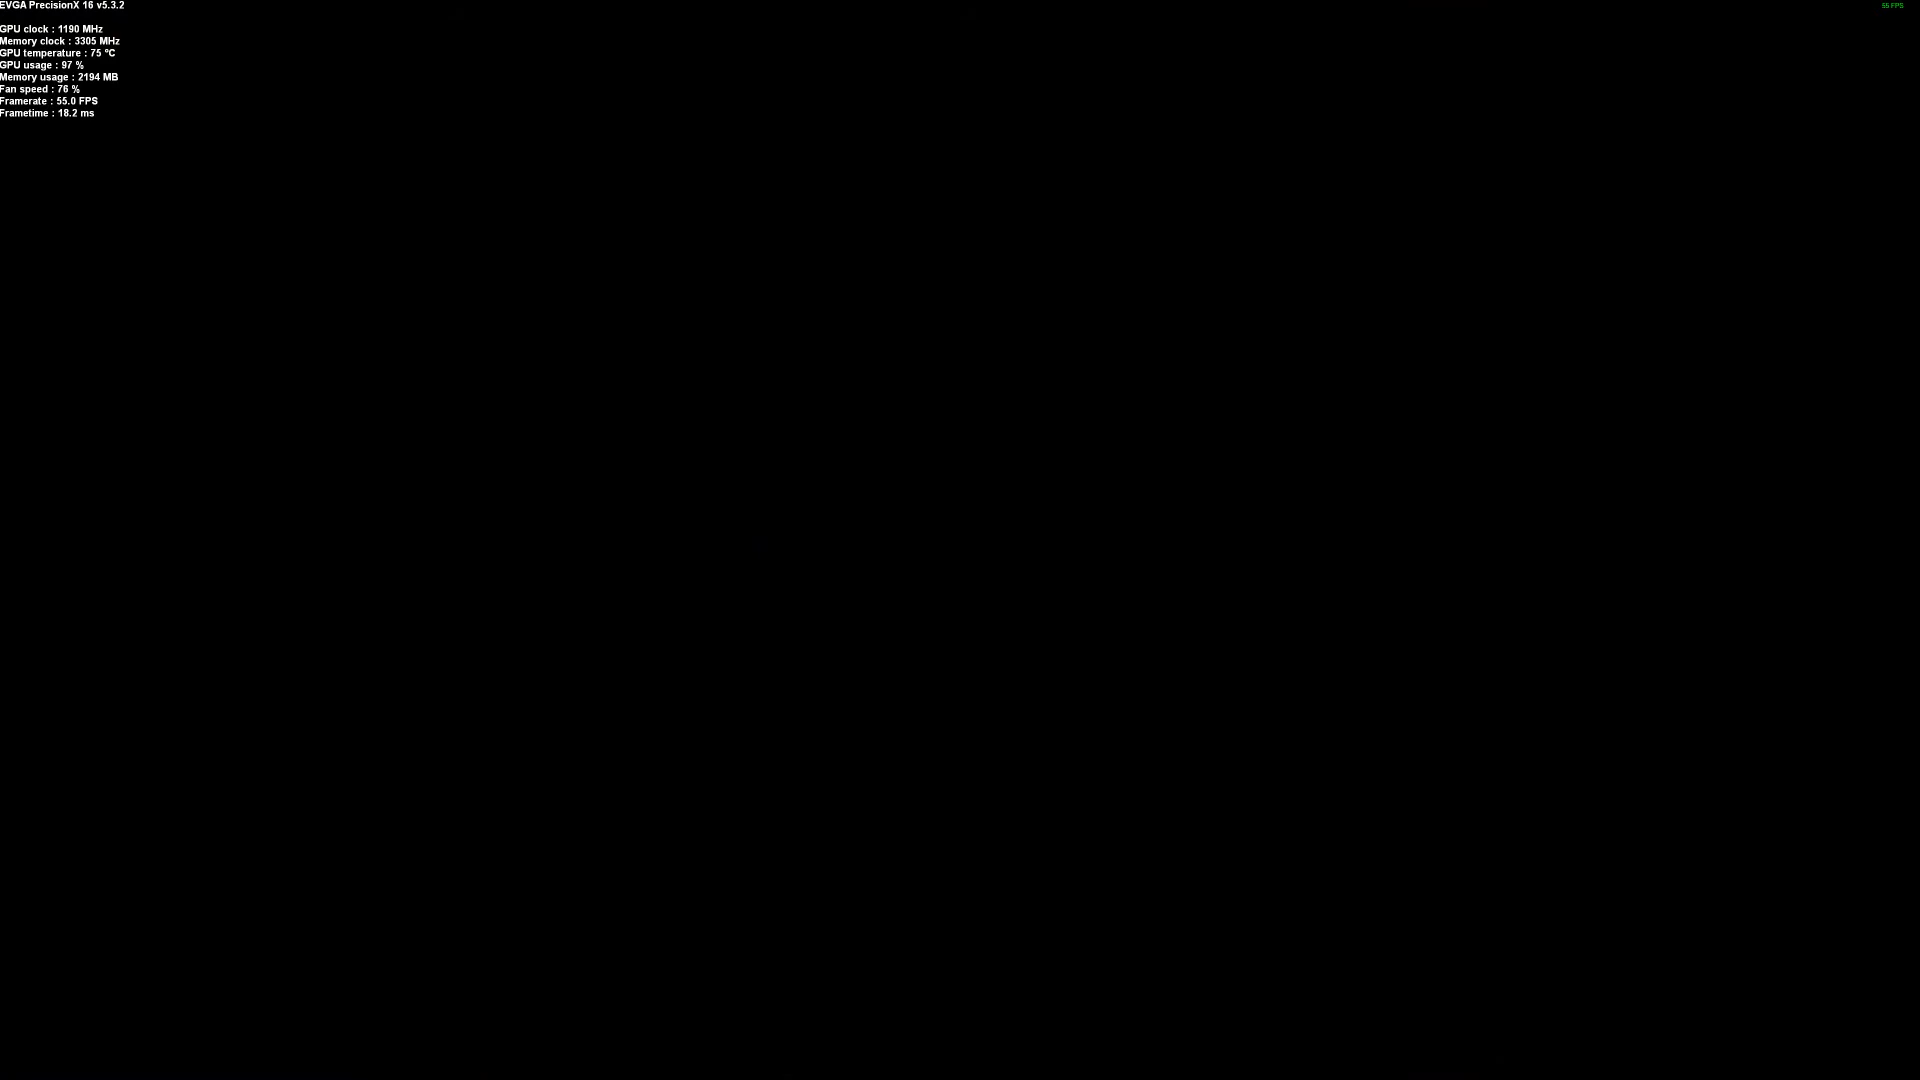 EVGA PrecisionX 16 v5.3.2
55 FPS
GPU clock : 1190 MHz
Memory clock : 3305 MHz
GPU temperature : 75 °C
GPU usage : 97 %
Memory usage : 2194 MB
Fan speed : 76 %
Framerate : 55.0 FPS
Frametime : 18.2 ms